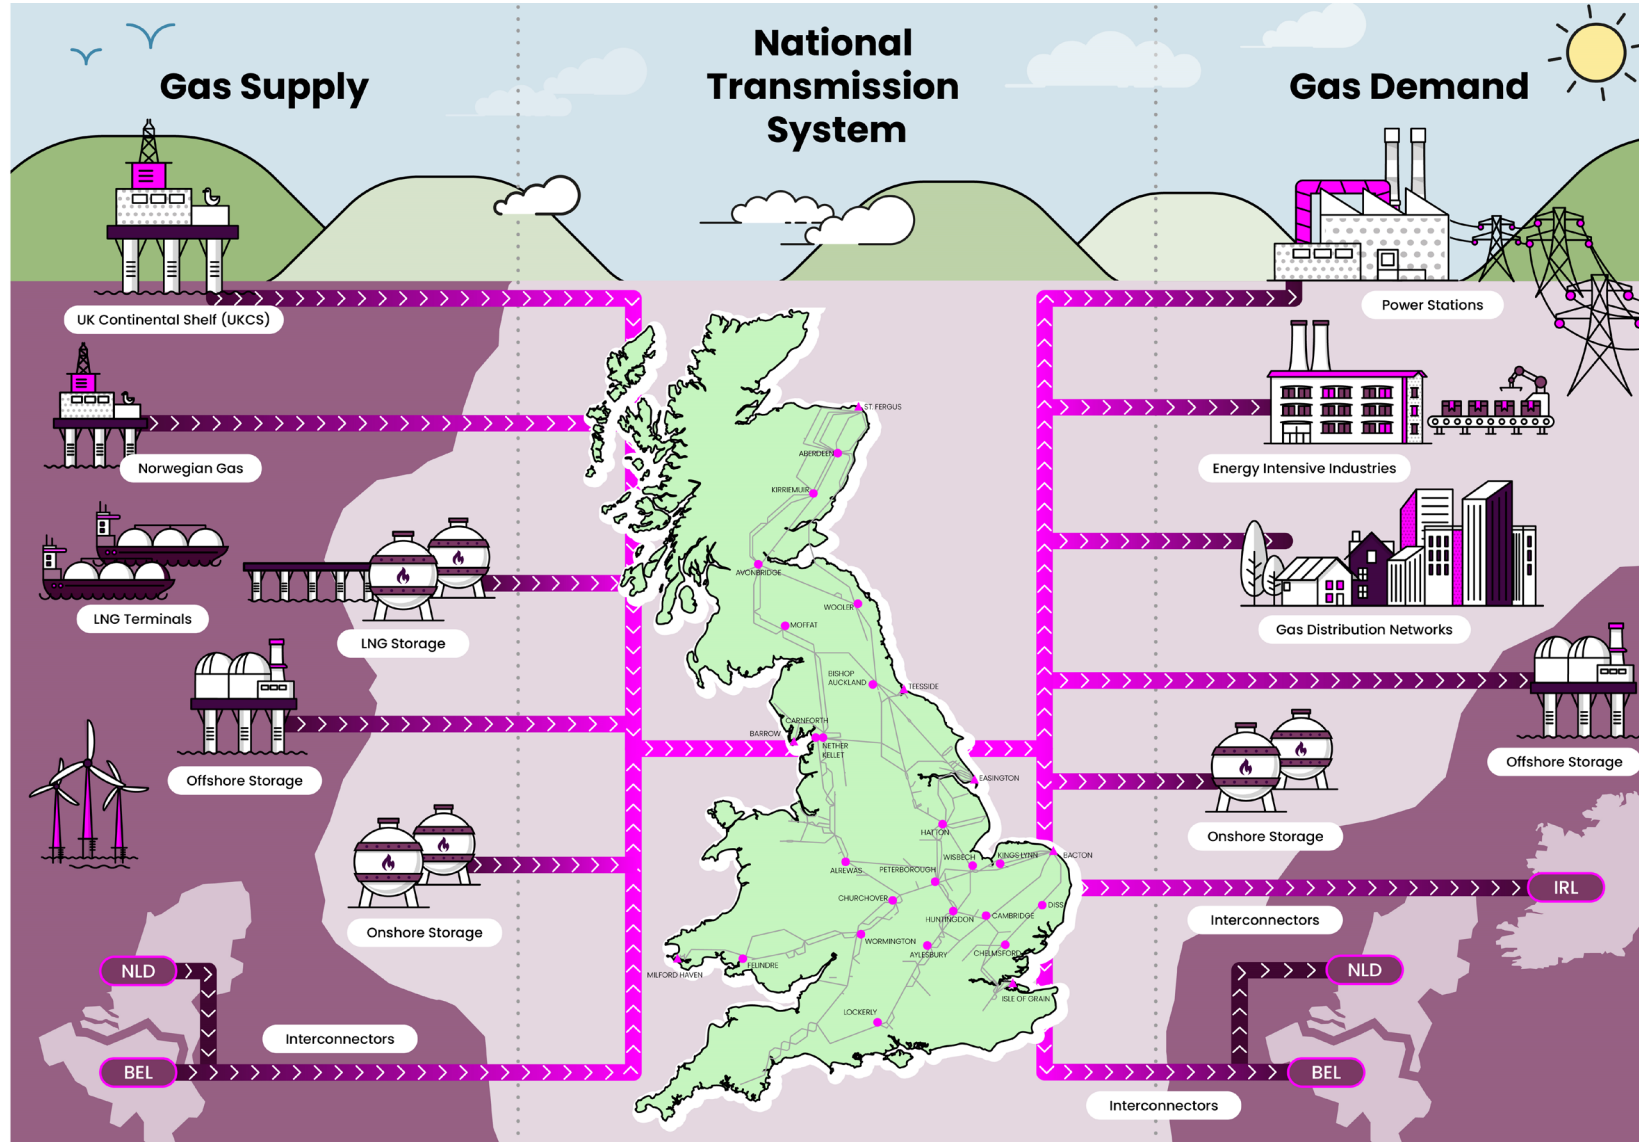 Gas Supply
National
Transmission
System
Gas Demand
UK Continental Shelf (UKCS)
Norwegian Gas
LNG Terminals
LNG Storage
Offshore Storage
Onshore Storage
NLD
Interconnectors
BEL
ST. FERGUS
ABERDEEN
KIRRIEMUIR
AVONBRIDGE
WOOLER
MOFFAT
BISHOP
AUCKLAND
TEESSIDE
CARNFORTH
BARROW
NETHER
KELLET
EASINGTON
HATTON
WISBECH
KINGS LYNN
BACTON
ALREWAS
PETERBOROUGH
CHURCHOVER
DISS
HUNTINGDON
CAMBRIDGE
WORMINGTON
AYLESBURY
CHELMSFORD
FELINDRE
MILFORD HAVEN
ISLE OF GRAIN
LOCKERLY
Power Stations
Energy Intensive Industries
Gas Distribution Networks
Offshore Storage
Onshore Storage
IRL
Interconnectors
NLD
BEL
Interconnectors